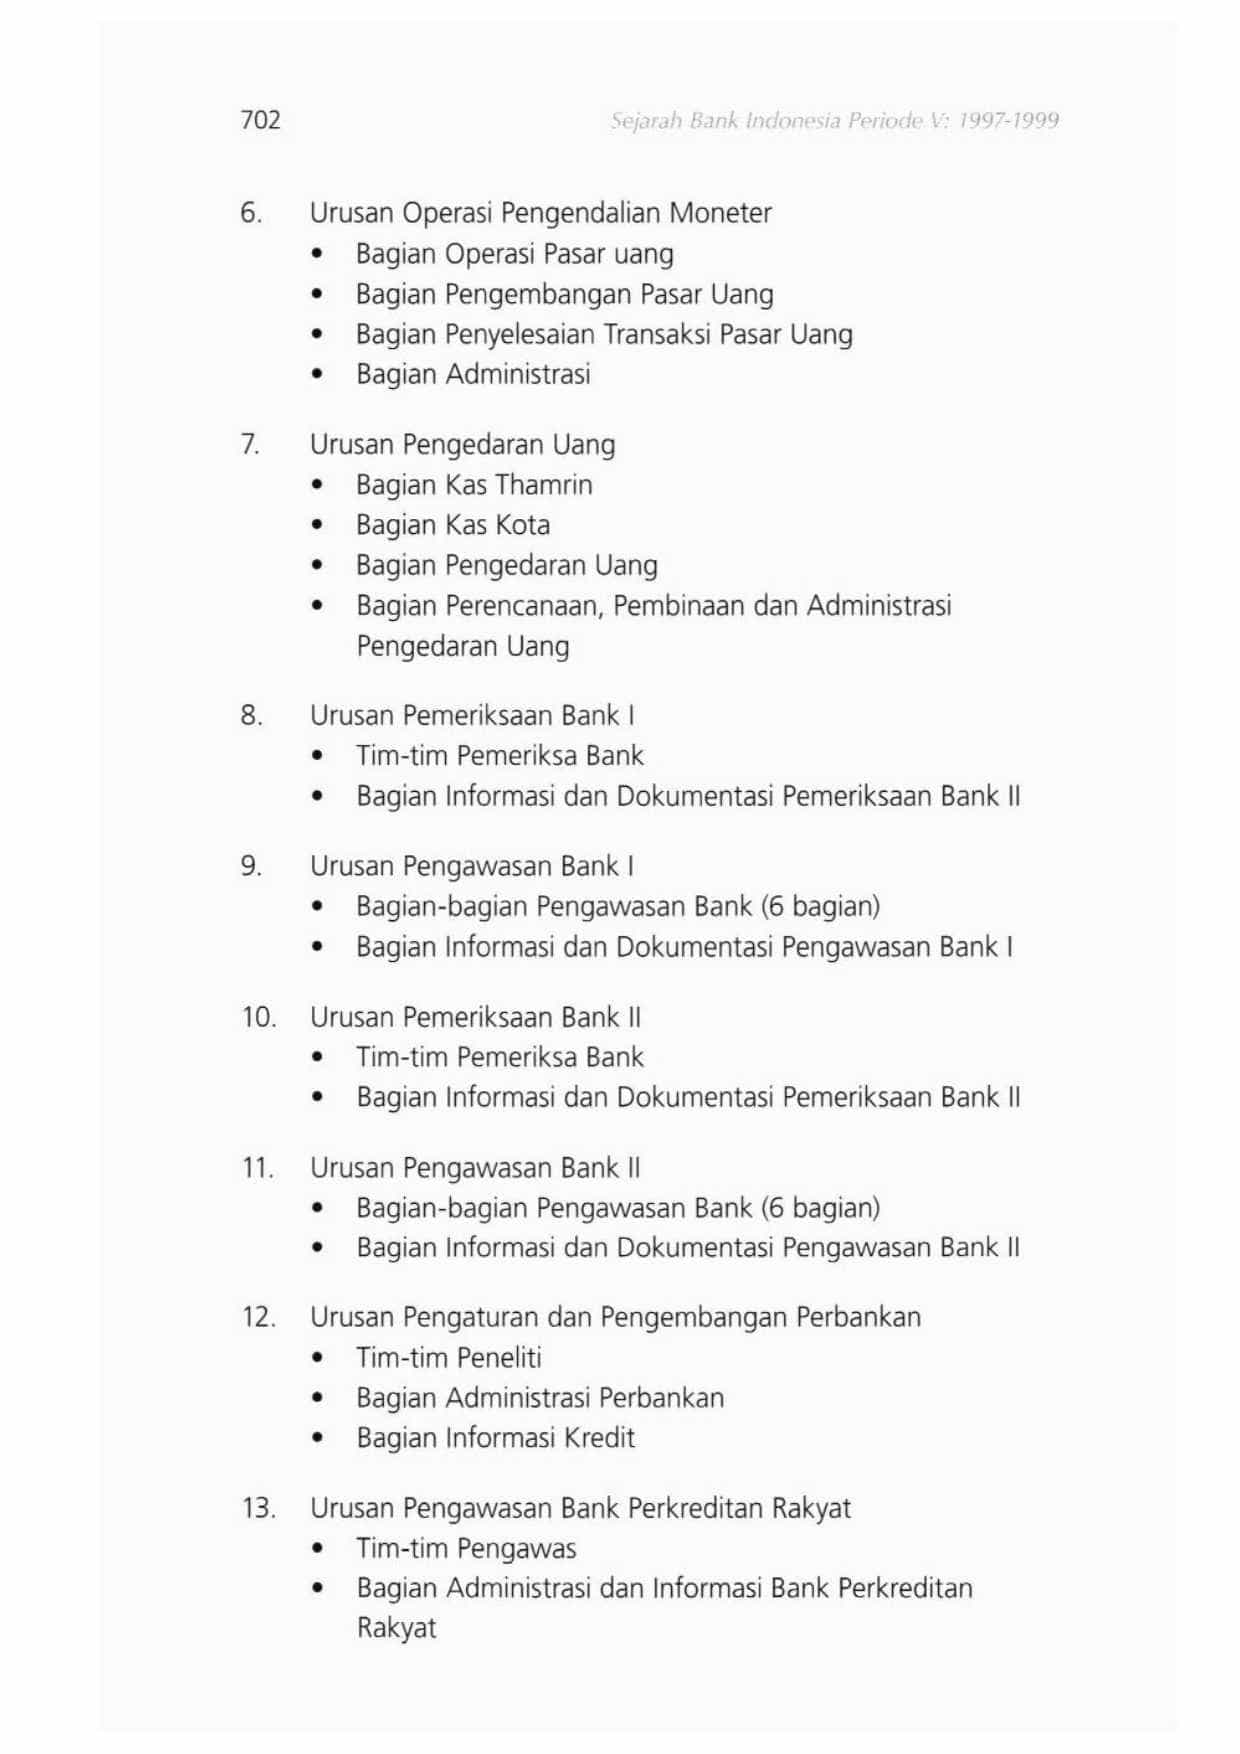 702
Sejarah Bank Indonesia Periode V: 1997-1999
6. Urusan Operasi Pengendalian Moneter
• Bagian Operasi Pasar uang
• Bagian Pengembangan Pasar Uang
• Bagian Penyelesaian Transaksi Pasar Uang
• Bagian Administrasi
7. Urusan Pengedaran Uang
• Bagian Kas Thamrin
• Bagian Kas Kota
• Bagian Pengedaran Uang
• Bagian Perencanaan, Pembinaan dan Administrasi
Pengedaran Uang
8. Urusan Pemeriksaan Bank I
• Tim-tim Pemeriksa Bank
• Bagian Informasi dan Dokumentasi Pemeriksaan Bank II
9. Urusan Pengawasan Bank I
• Bagian-bagian Pengawasan Bank (6 bagian)
• Bagian Informasi dan Dokumentasi Pengawasan Bank I
10. Urusan Pemeriksaan Bank II
• Tim-tim Pemeriksa Bank
• Bagian Informasi dan Dokumentasi Pemeriksaan Bank II
11. Urusan Pengawasan Bank II
• Bagian-bagian Pengawasan Bank (6 bagian)
• Bagian Informasi dan Dokumentasi Pengawasan Bank II
12. Urusan Pengaturan dan Pengembangan Perbankan
• Tim-tim Peneliti
• Bagian Administrasi Perbankan
• Bagian Informasi Kredit
13. Urusan Pengawasan Bank Perkreditan Rakyat
• Tim-tim Pengawas
• Bagian Administrasi dan Informasi Bank Perkreditan
Rakyat